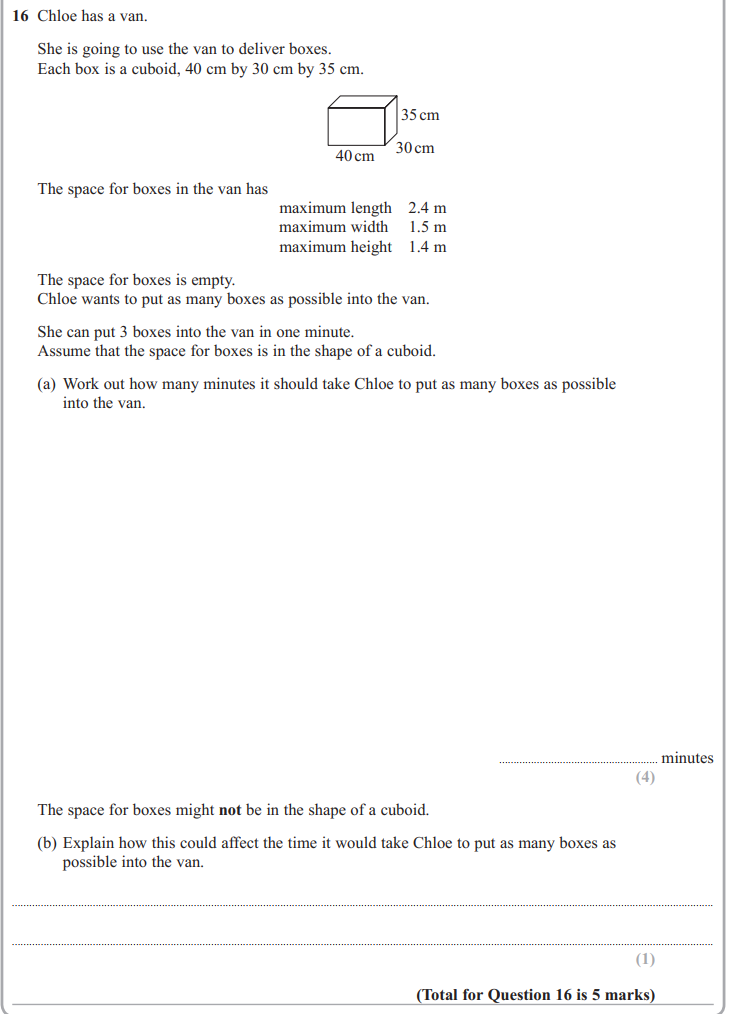 16 Chloe has a van.
She is going to use the van to deliver boxes.
Each box is a cuboid, 40 cm by 30 cm by 35 cm.
35 cm
30 cm
40 cm
The space for boxes in the van has
maximum length 2.4 m
maximum width 1.5 m
maximum height 1.4 m
The space for boxes is empty.
Chloe wants to put as many boxes as possible into the van.
She can put 3 boxes into the van in one minute.
Assume that the space for boxes is in the shape of a cuboid.
(a) Work out how many minutes it should take Chloe to put as many boxes as possible
into the van.
minutes
(4)
The space for boxes might not be in the shape of a cuboid.
(b) Explain how this could affect the time it would take Chloe to put as many boxes as
possible into the van.
(1)
(Total for Question 16 is 5 marks)